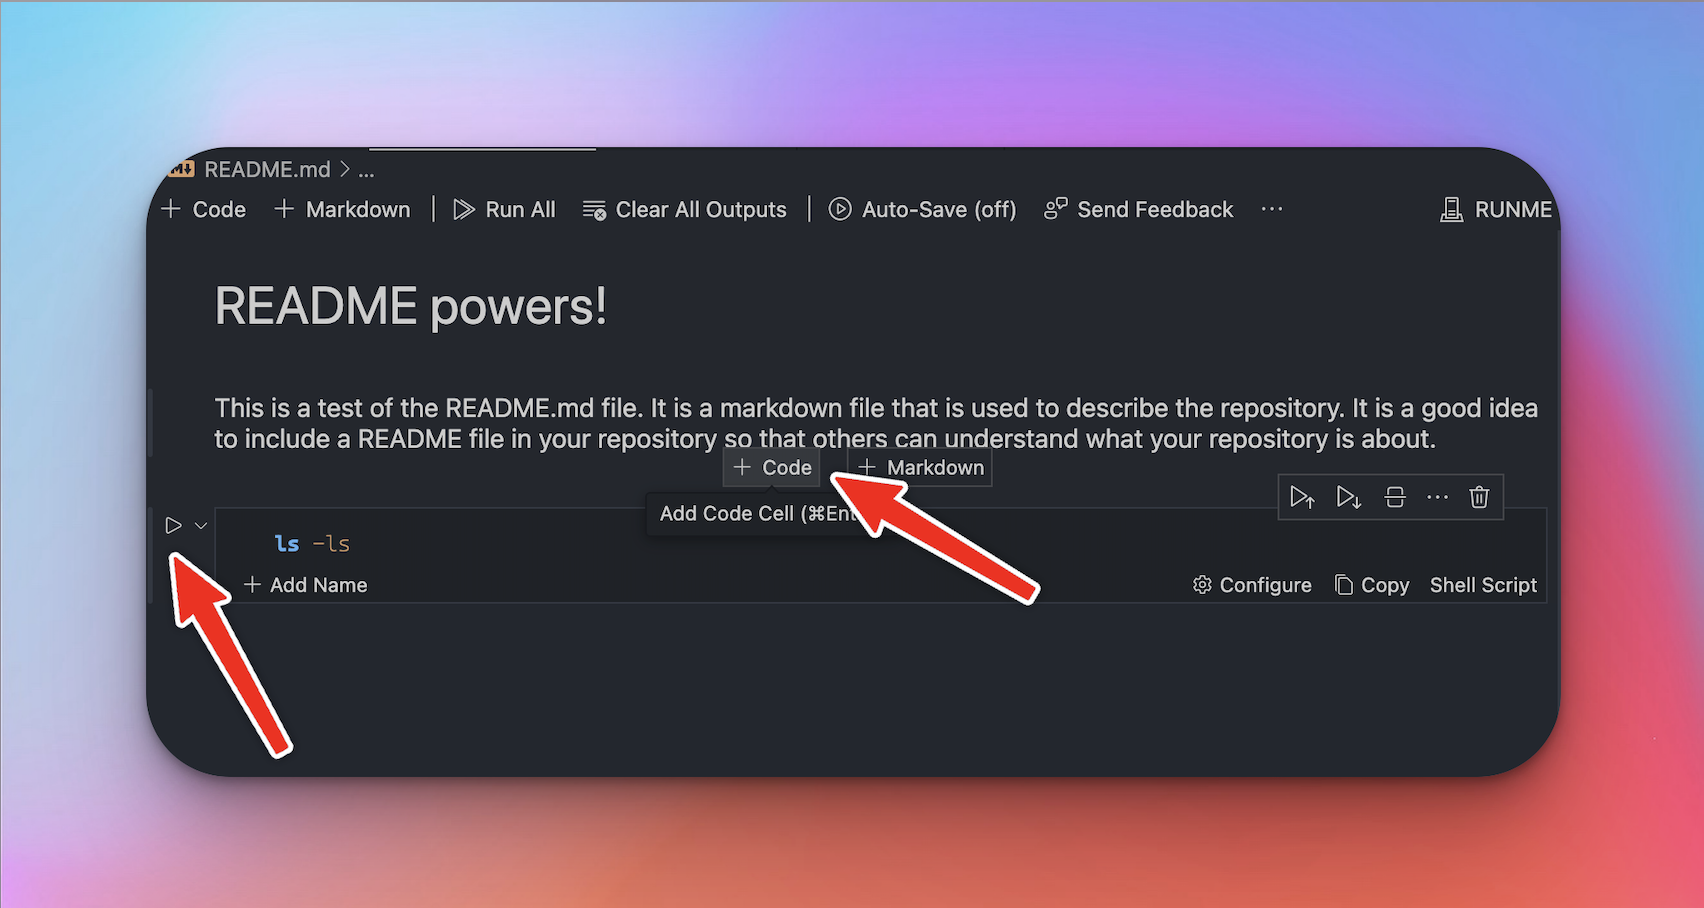 README.md > ...
+ Code + Markdown | Run All Clear All Outputs | Auto-Save (off) Send Feedback ... RUNME
README powers!
This is a test of the README.md file. It is a markdown file that is used to describe the repository. It is a good idea
to include a README file in your repository so that others can understand what your repository is about.
+ Code + Markdown
Add Code Cell (⌘Ent
ls -ls
+ Add Name Configure Copy Shell Script